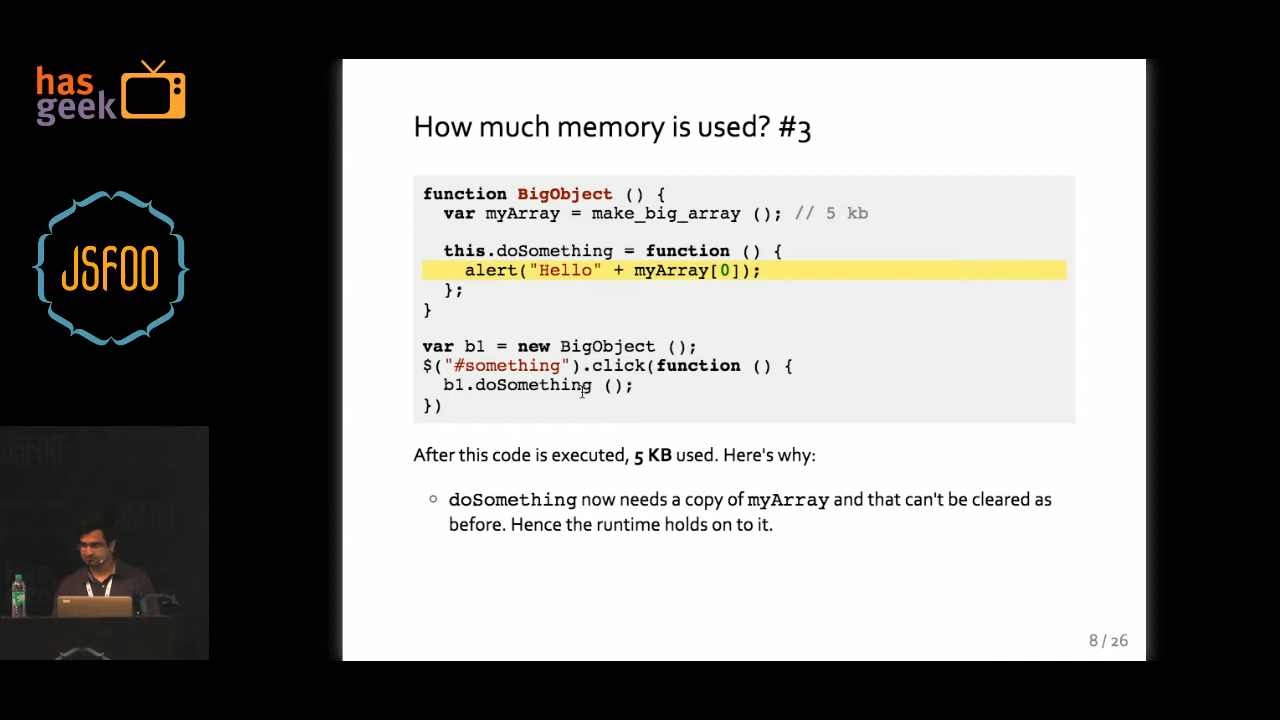 has
geek
JSFOO
How much memory is used? #3
function BigObject () {
var myArray = make_big_array (); // 5 kb
this.doSomething = function () {
alert("Hello" + myArray[0]);
};
}
var b1 = new BigObject ();
$("#something").click(function () {
b1.doSomething ();
})
After this code is executed, 5 KB used. Here's why:
doSomething now needs a copy of myArray and that can't be cleared as
before. Hence the runtime holds on to it.
8 / 26